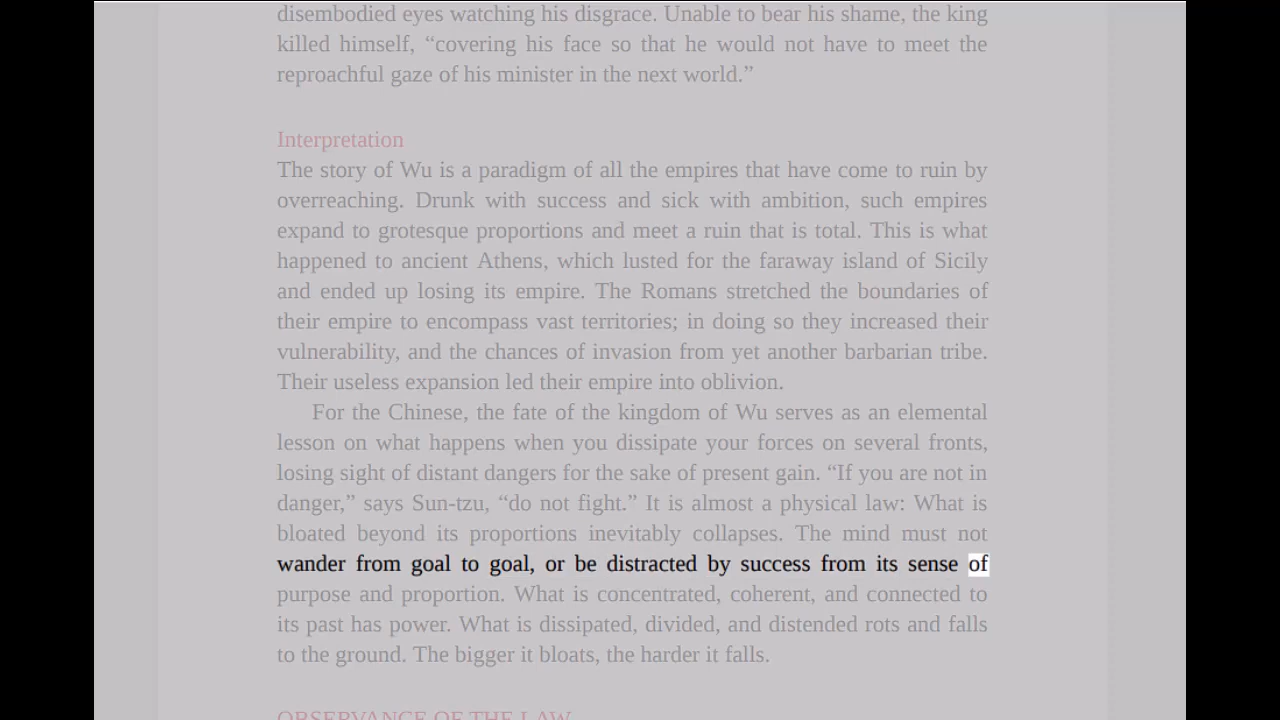 disembodied eyes watching his disgrace. Unable to bear his shame, the king
killed himself, “covering his face so that he would not have to meet the
reproachful gaze of his minister in the next world.”
Interpretation
The story of Wu is a paradigm of all the empires that have come to ruin by
overreaching. Drunk with success and sick with ambition, such empires
expand to grotesque proportions and meet a ruin that is total. This is what
happened to ancient Athens, which lusted for the faraway island of Sicily
and ended up losing its empire. The Romans stretched the boundaries of
their empire to encompass vast territories; in doing so they increased their
vulnerability, and the chances of invasion from yet another barbarian tribe.
Their useless expansion led their empire into oblivion.
For the Chinese, the fate of the kingdom of Wu serves as an elemental
lesson on what happens when you dissipate your forces on several fronts,
losing sight of distant dangers for the sake of present gain. “If you are not in
danger,” says Sun-tzu, “do not fight.” It is almost a physical law: What is
bloated beyond its proportions inevitably collapses. The mind must not
wander from goal to goal, or be distracted by success from its sense of
purpose and proportion. What is concentrated, coherent, and connected to
its past has power. What is dissipated, divided, and distended rots and falls
to the ground. The bigger it bloats, the harder it falls.
OBSERVANCE OF THE LAW